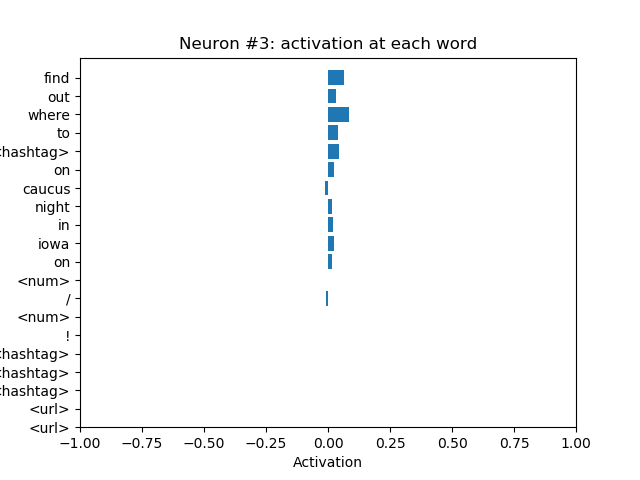 Neuron #3: activation at each word
find
out
where
to
hashtag>
on
caucus
night
in
iowa
on
<num>
/
<num>
!
hashtag>
hashtag>
hashtag>
<url>
<url>
−1.00 −0.75 −0.50 −0.25 0.00 0.25 0.50 0.75 1.00
Activation